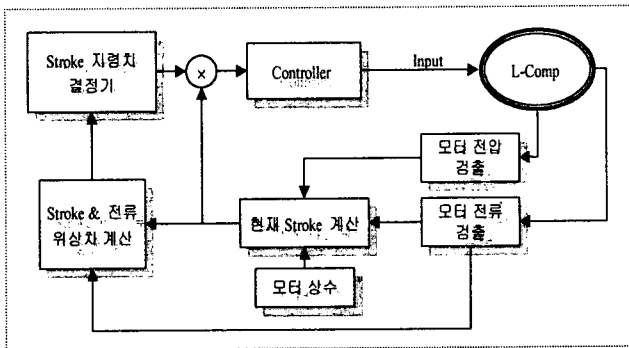 Stroke 지령치
결정기
×
Controller
Input
L-Comp
모터 전압
검출
Stroke & 전류
위상차 계산
현재 Stroke 계산
모터 전류
검출
모터 상수